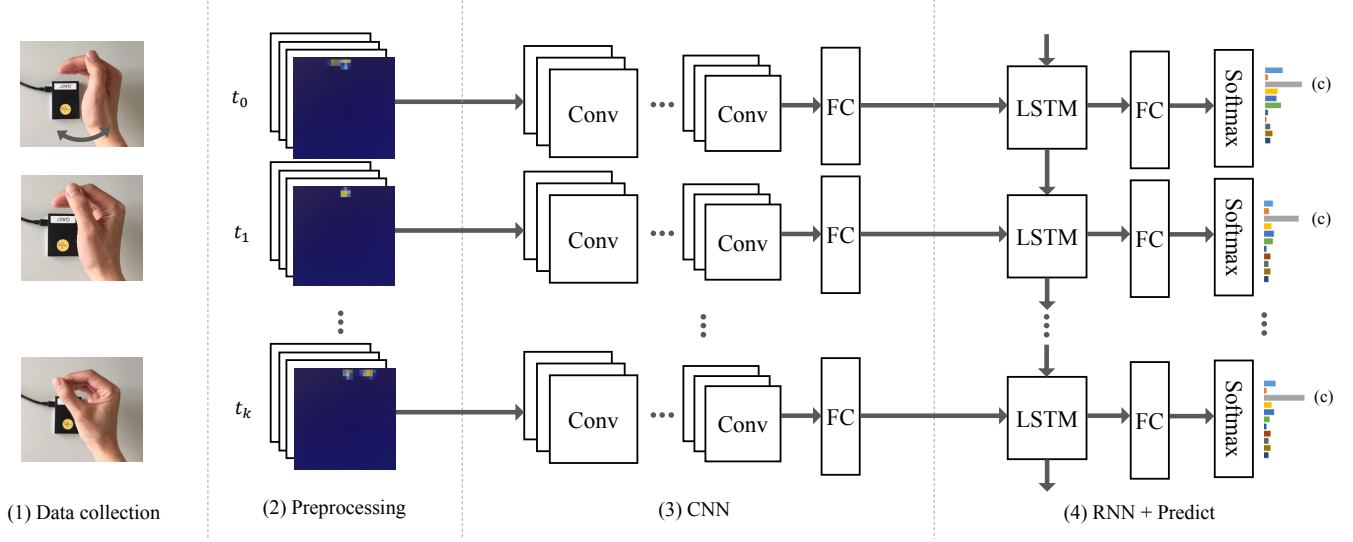 t₀
Conv
Conv
FC
LSTM
FC
Softmax
(c)
t₁
Conv
Conv
FC
LSTM
FC
Softmax
(c)
tₖ
Conv
Conv
FC
LSTM
FC
Softmax
(c)
(1) Data collection
(2) Preprocessing
(3) CNN
(4) RNN + Predict